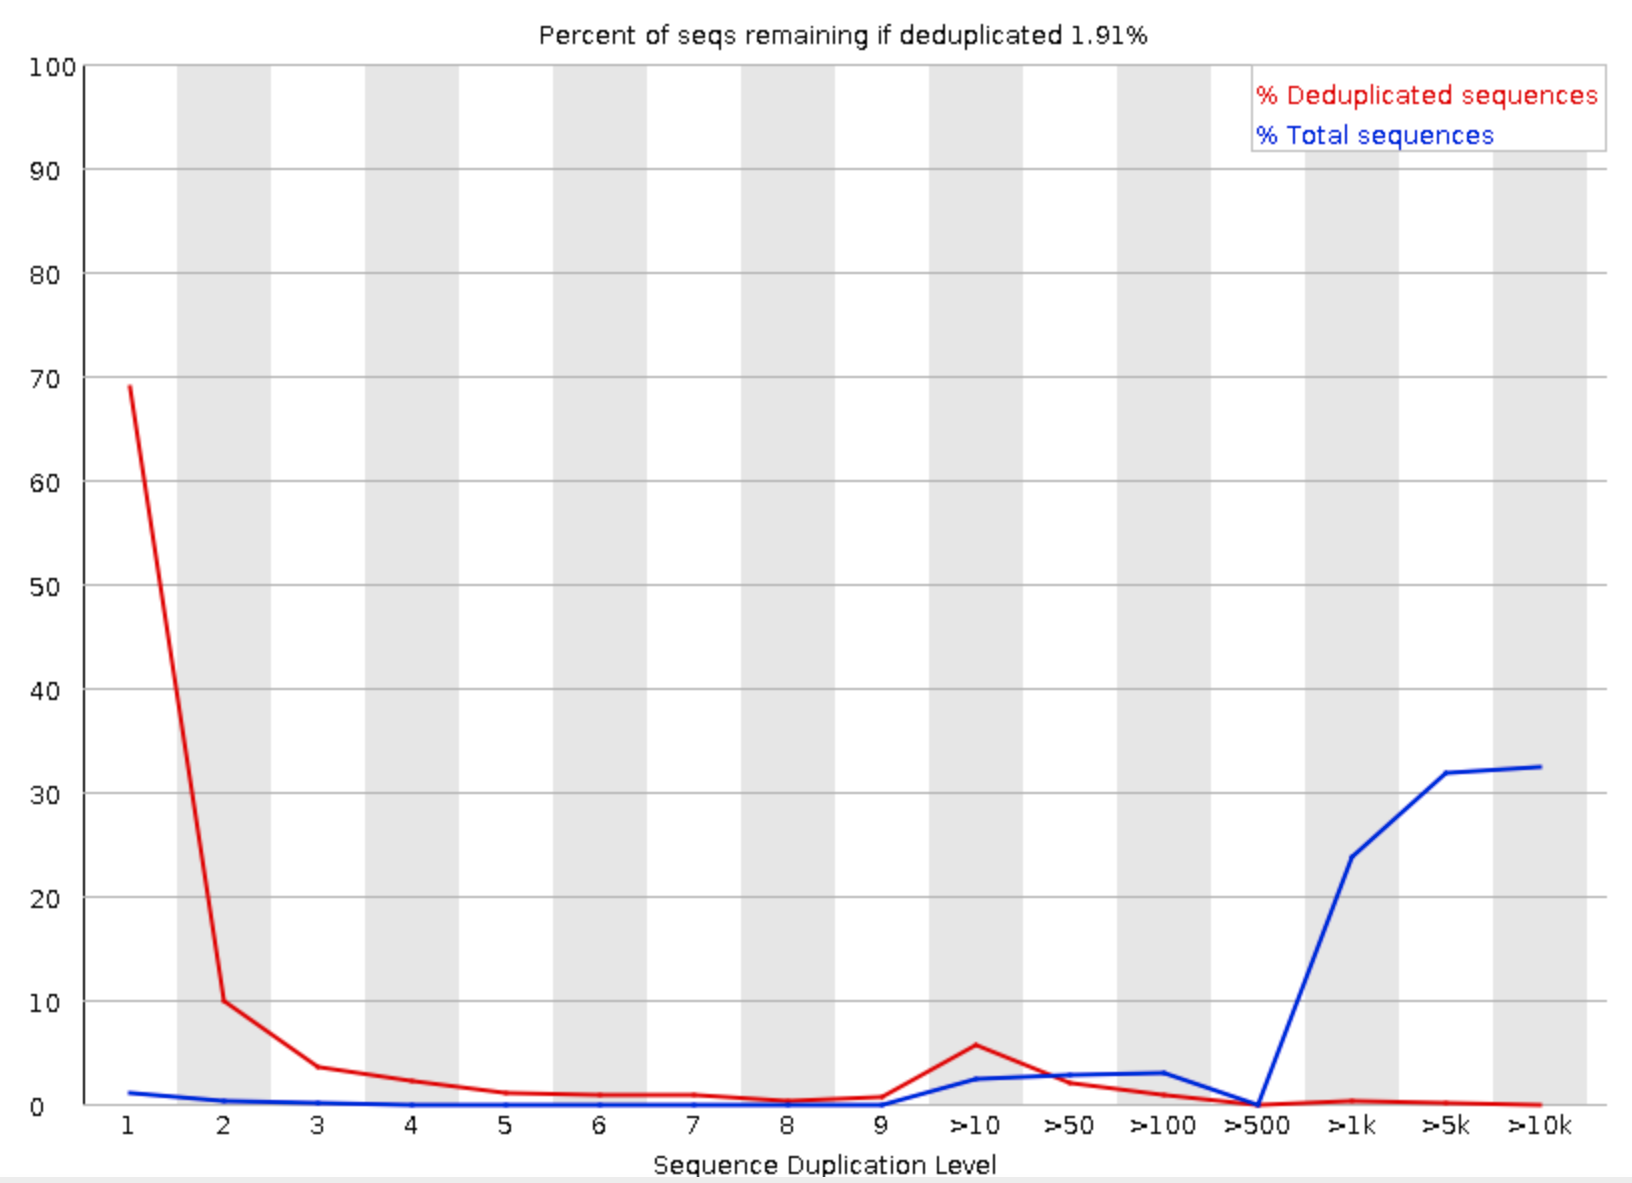 Percent of seqs remaining if deduplicated 1.91%
% Deduplicated sequences
% Total sequences
100
90
80
70
60
50
40
30
20
10
0
1 2 3 4 5 6 7 8 9 >10 >50 >100 >500 >1k >5k >10k
Sequence Duplication Level